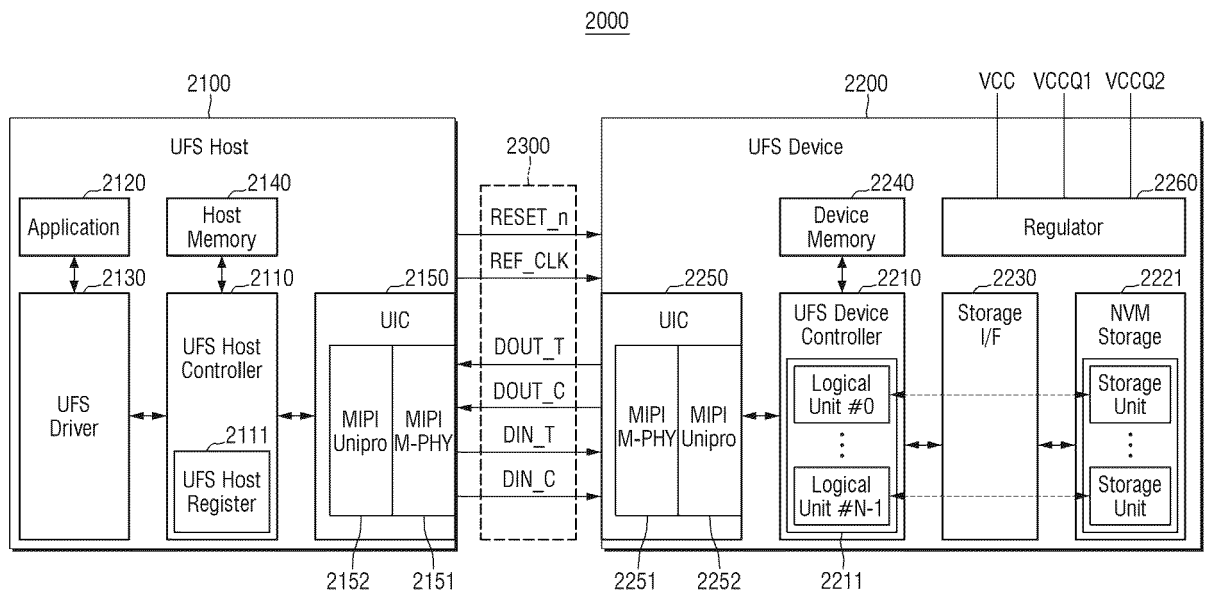 2000
2100
2200
VCC
VCCQ1
VCCQ2
UFS Host
2300
UFS Device
2120
2140
2240
2260
Application
Host
Memory
RESET_n
Device
Memory
Regulator
REF_CLK
2130
2110
2150
2250
2210
2230
2221
UFS
Driver
UFS Host
Controller
2111
UFS Host
Register
UIC
MIPI
Unipro
MIPI
M-PHY
DOUT_T
DOUT_C
DIN_T
DIN_C
UIC
MIPI
M-PHY
MIPI
Unipro
UFS Device
Controller
Logical
Unit #0
Logical
Unit #N-1
Storage
I/F
NVM
Storage
Storage
Unit
Storage
Unit
2152
2151
2251
2252
2211